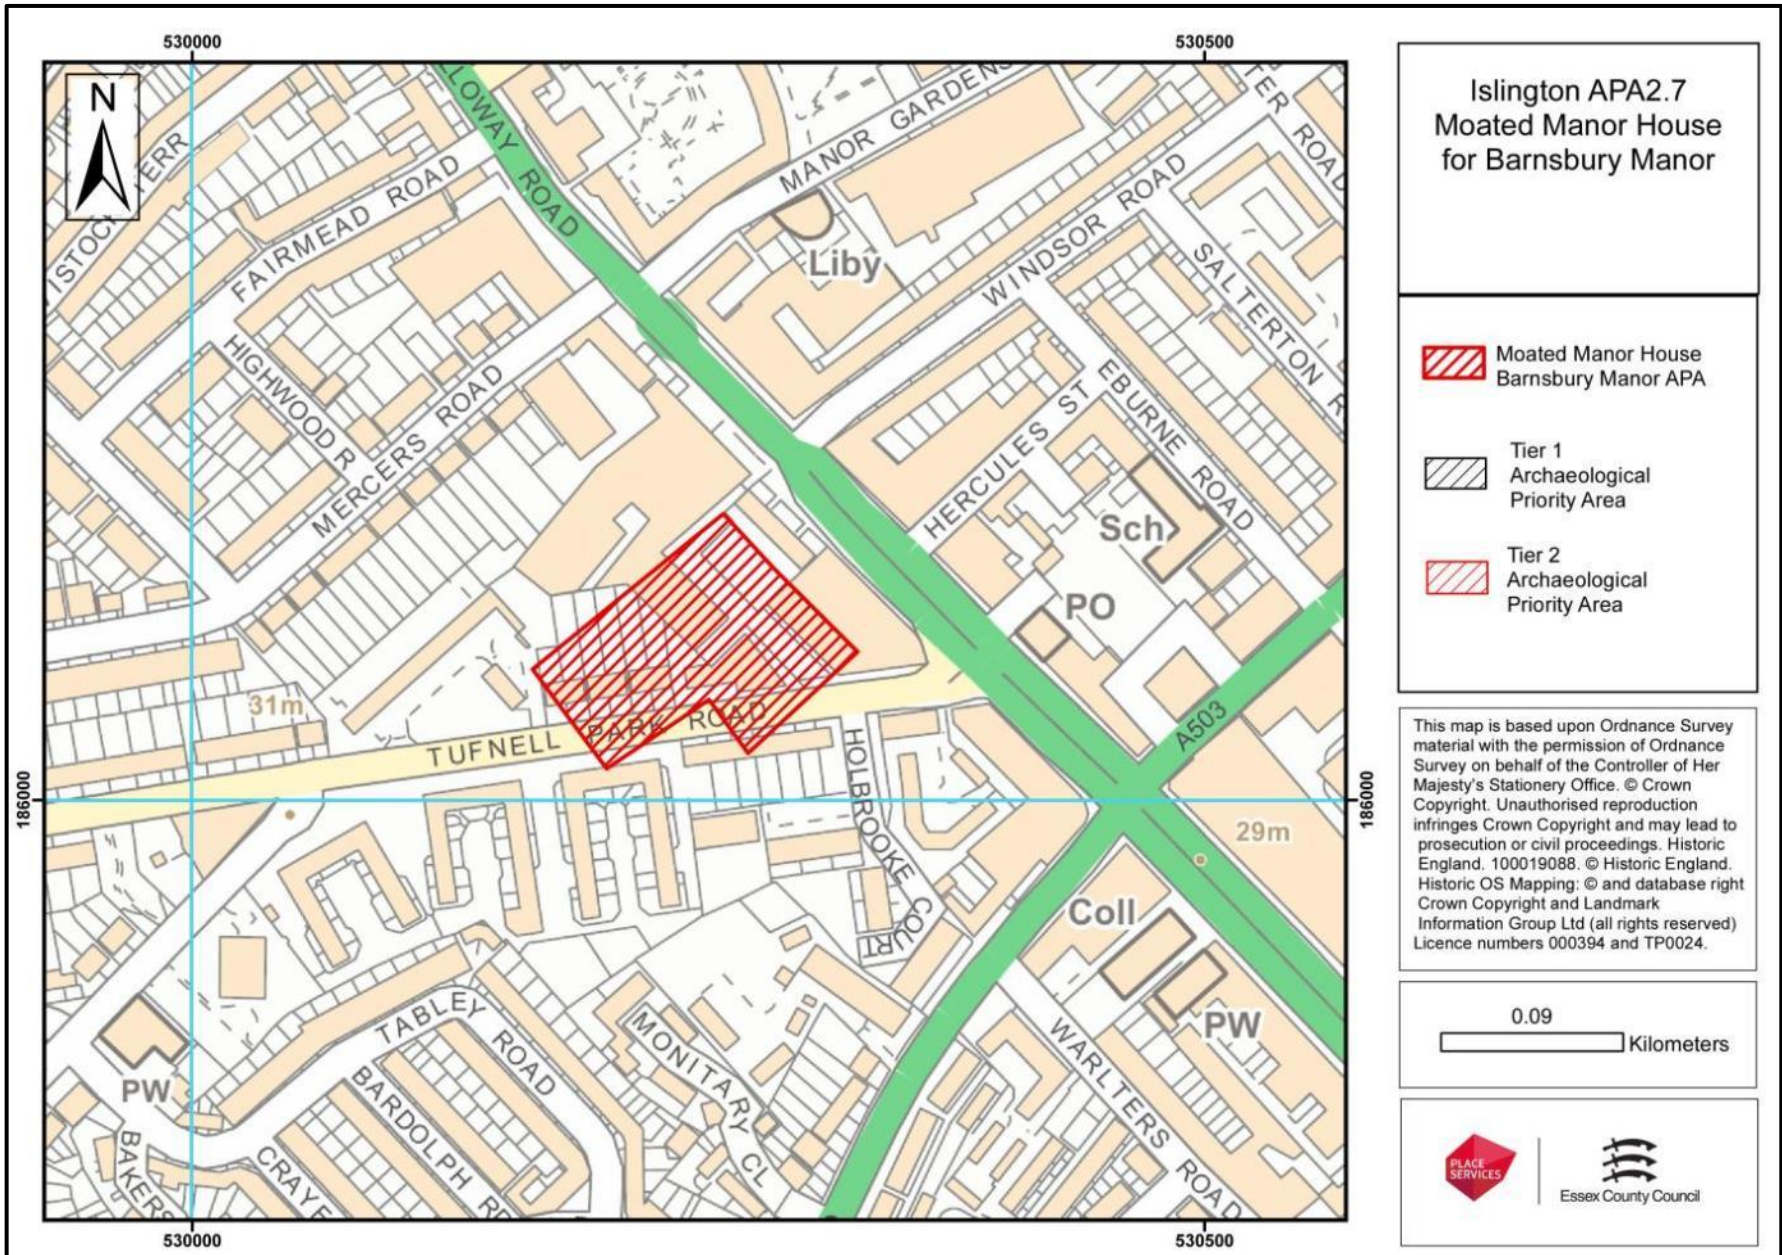 530000
530500
N
Islington APA2.7
Moated Manor House
for Barnsbury Manor
LLOWAY ROAD
MANOR GARDENS
TER ROAD
FAIRMEAD ROAD
ISTOCK TERR
Liby
WINDSOR ROAD
SALTERTON R
HIGHWOOD R
MERCERS ROAD
HERCULES ST
EBURNE ROAD
Sch
PO
31m
TUFNELL PARK ROAD
HOLBROOKE COURT
A503
186000
186000
29m
Coll
PW
TABLEY ROAD
MONITARY CL
WARLTERS ROAD
PW
BARDOLPH RD
BAKERS
CRAYF
530000
530500
Moated Manor House
Barnsbury Manor APA
Tier 1
Archaeological
Priority Area
Tier 2
Archaeological
Priority Area
This map is based upon Ordnance Survey
material with the permission of Ordnance
Survey on behalf of the Controller of Her
Majesty's Stationery Office. © Crown
Copyright. Unauthorised reproduction
infringes Crown Copyright and may lead to
prosecution or civil proceedings. Historic
England. 100019088. © Historic England.
Historic OS Mapping: © and database right
Crown Copyright and Landmark
Information Group Ltd (all rights reserved)
Licence numbers 000394 and TP0024.
0.09
Kilometers
PLACE
SERVICES
Essex County Council